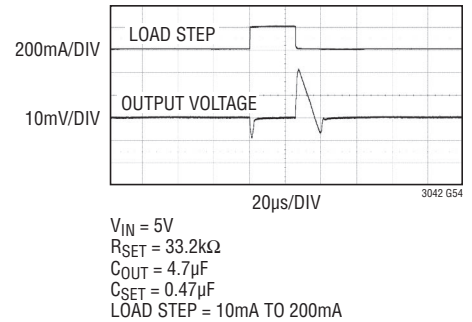 LOAD STEP
200mA/DIV
OUTPUT VOLTAGE
10mV/DIV
20µs/DIV
3042 G54
VIN = 5V
RSET = 33.2kΩ
COUT = 4.7µF
CSET = 0.47µF
LOAD STEP = 10mA TO 200mA